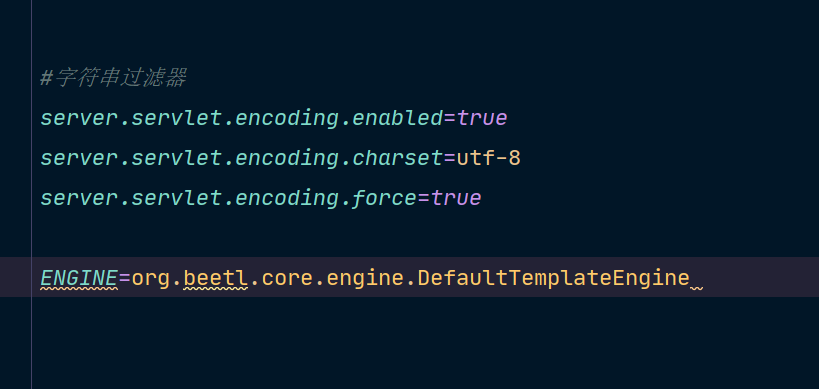 #字符串过滤器
server.servlet.encoding.enabled=true
server.servlet.encoding.charset=utf-8
server.servlet.encoding.force=true
ENGINE=org.beetl.core.engine.DefaultTemplateEngine